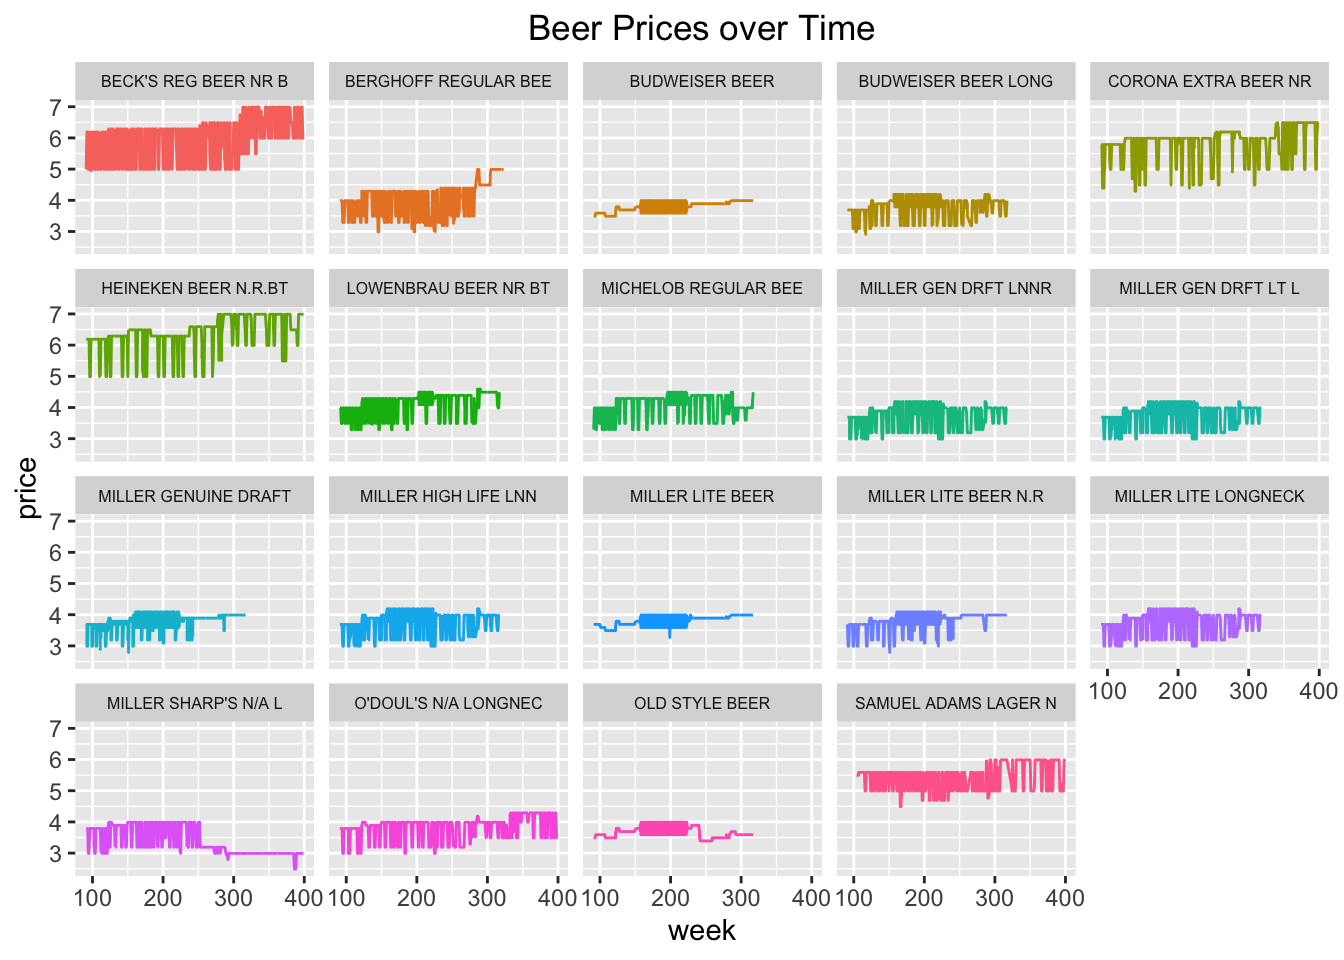 Beer Prices over Time
BECK'S REG BEER NR B
BERGHOFF REGULAR BEE
BUDWEISER BEER
BUDWEISER BEER LONG
CORONA EXTRA BEER NR
7
6
5
4
3
HEINEKEN BEER N.R.BT
LOWENBRAU BEER NR BT
MICHELOB REGULAR BEE
MILLER GEN DRFT LNNR
MILLER GEN DRFT LT L
7
6
5
4
3
price
MILLER GENUINE DRAFT
MILLER HIGH LIFE LNN
MILLER LITE BEER
MILLER LITE BEER N.R
MILLER LITE LONGNECK
7
6
5
4
3
100 200 300 400
MILLER SHARP'S N/A L
O'DOUL'S N/A LONGNEC
OLD STYLE BEER
SAMUEL ADAMS LAGER N
7
6
5
4
3
100 200 300 400
100 200 300 400
100 200 300 400
100 200 300 400
week